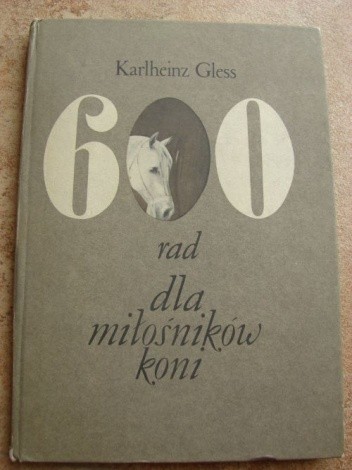 Karlheinz Gless
600
rad
dla
miłośników
koni